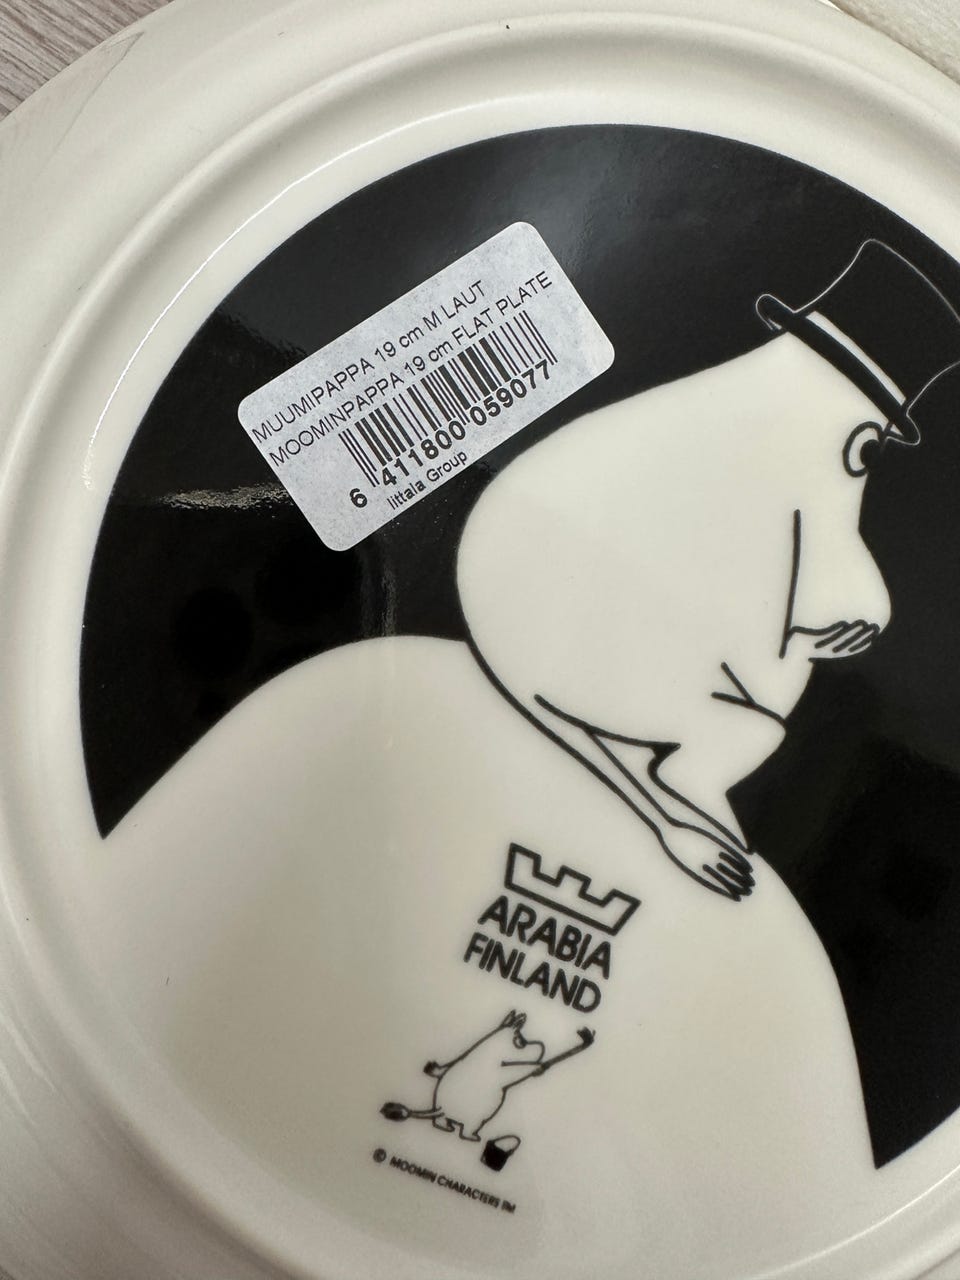 MUUMIPAPPA 19 cm M LAUT
MOOMINPAPPA 19 cm FLAT PLATE
6 411800 059077
Iittala Group
ARABIA
FINLAND
© MOOMIN CHARACTERS TM